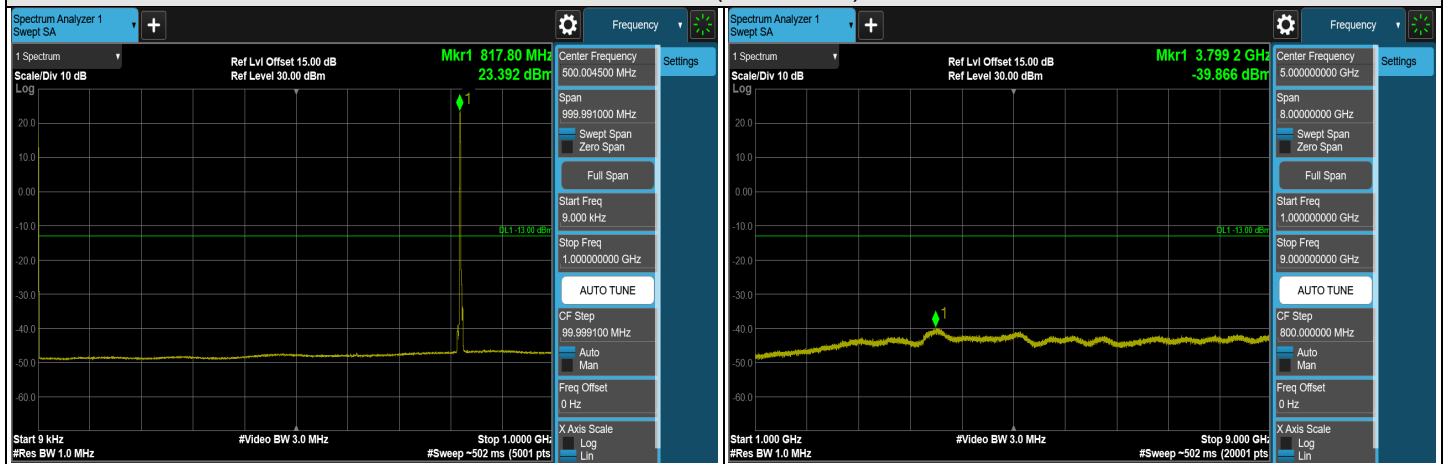 Spectrum Analyzer 1
Swept SA
Frequency
1 Spectrum
Ref Lvl Offset 15.00 dB
Mkr1 817.80 MHz
Scale/Div 10 dB
Ref Level 30.00 dBm
23.392 dBm
Log
1
20.0
10.0
0.00
-10.0
-20.0
-30.0
-40.0
-50.0
-60.0
DL1 -13.00 dBm
Start 9 kHz
#Video BW 3.0 MHz
Stop 1.0000 GHz
#Res BW 1.0 MHz
#Sweep ~502 ms (5001 pts)
Center Frequency
500.004500 MHz
Settings
Span
999.991000 MHz
Swept Span
Zero Span
Full Span
Start Freq
9.000 kHz
Stop Freq
1.000000000 GHz
AUTO TUNE
CF Step
99.999100 MHz
Auto
Man
Freq Offset
0 Hz
X Axis Scale
Log
Lin
Spectrum Analyzer 1
Swept SA
Frequency
1 Spectrum
Ref Lvl Offset 15.00 dB
Mkr1 3.799 2 GHz
Scale/Div 10 dB
Ref Level 30.00 dBm
-39.866 dBm
Log
20.0
10.0
0.00
-10.0
-20.0
-30.0
-40.0
-50.0
-60.0
DL1 -13.00 dBm
1
Start 1.000 GHz
#Video BW 3.0 MHz
Stop 9.000 GHz
#Res BW 1.0 MHz
#Sweep ~502 ms (20001 pts)
Center Frequency
5.000000000 GHz
Settings
Span
8.00000000 GHz
Swept Span
Zero Span
Full Span
Start Freq
1.000000000 GHz
Stop Freq
9.000000000 GHz
AUTO TUNE
CF Step
800.000000 MHz
Auto
Man
Freq Offset
0 Hz
X Axis Scale
Log
Lin